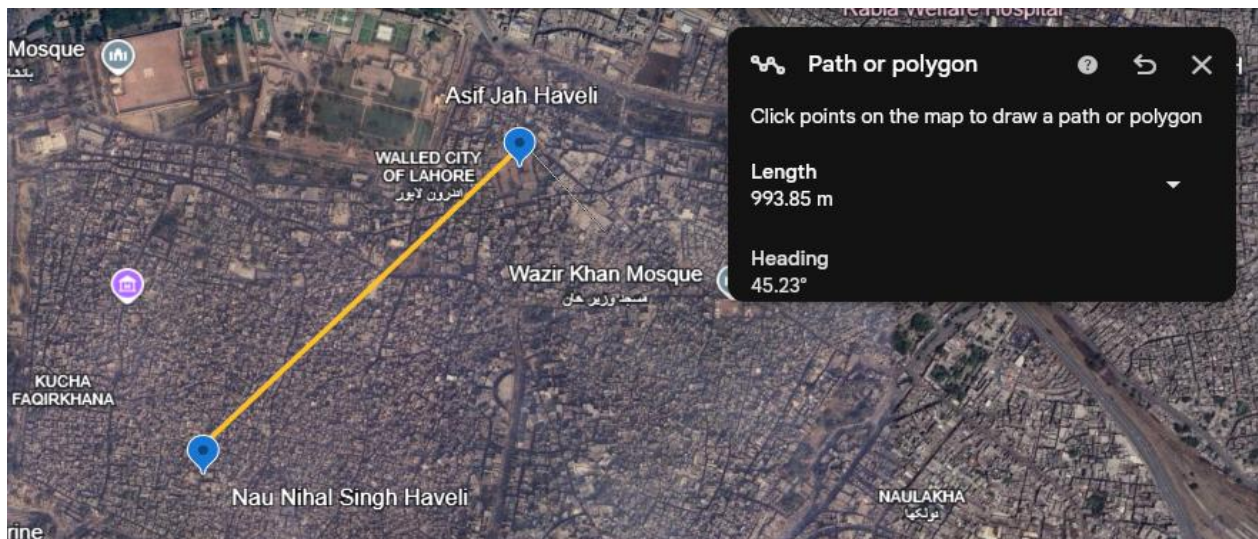 Rabia Welfare Hospital
Mosque
Path or polygon
Click points on the map to draw a path or polygon
Length
993.85 m
Heading
45.23°
Asif Jah Haveli
WALLED CITY
OF LAHORE
اندرون لاہور
Wazir Khan Mosque
مسجد وزیر خان
KUCHA
FAQIRKHANA
Nau Nihal Singh Haveli
NAULAKHA
نولکھا
rine